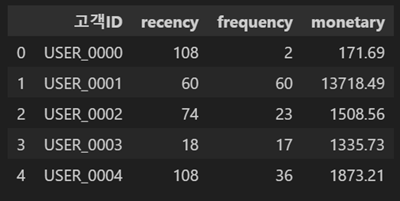 고객ID recency frequency monetary
0 USER_0000 108 2 171.69
1 USER_0001 60 60 13718.49
2 USER_0002 74 23 1508.56
3 USER_0003 18 17 1335.73
4 USER_0004 108 36 1873.21